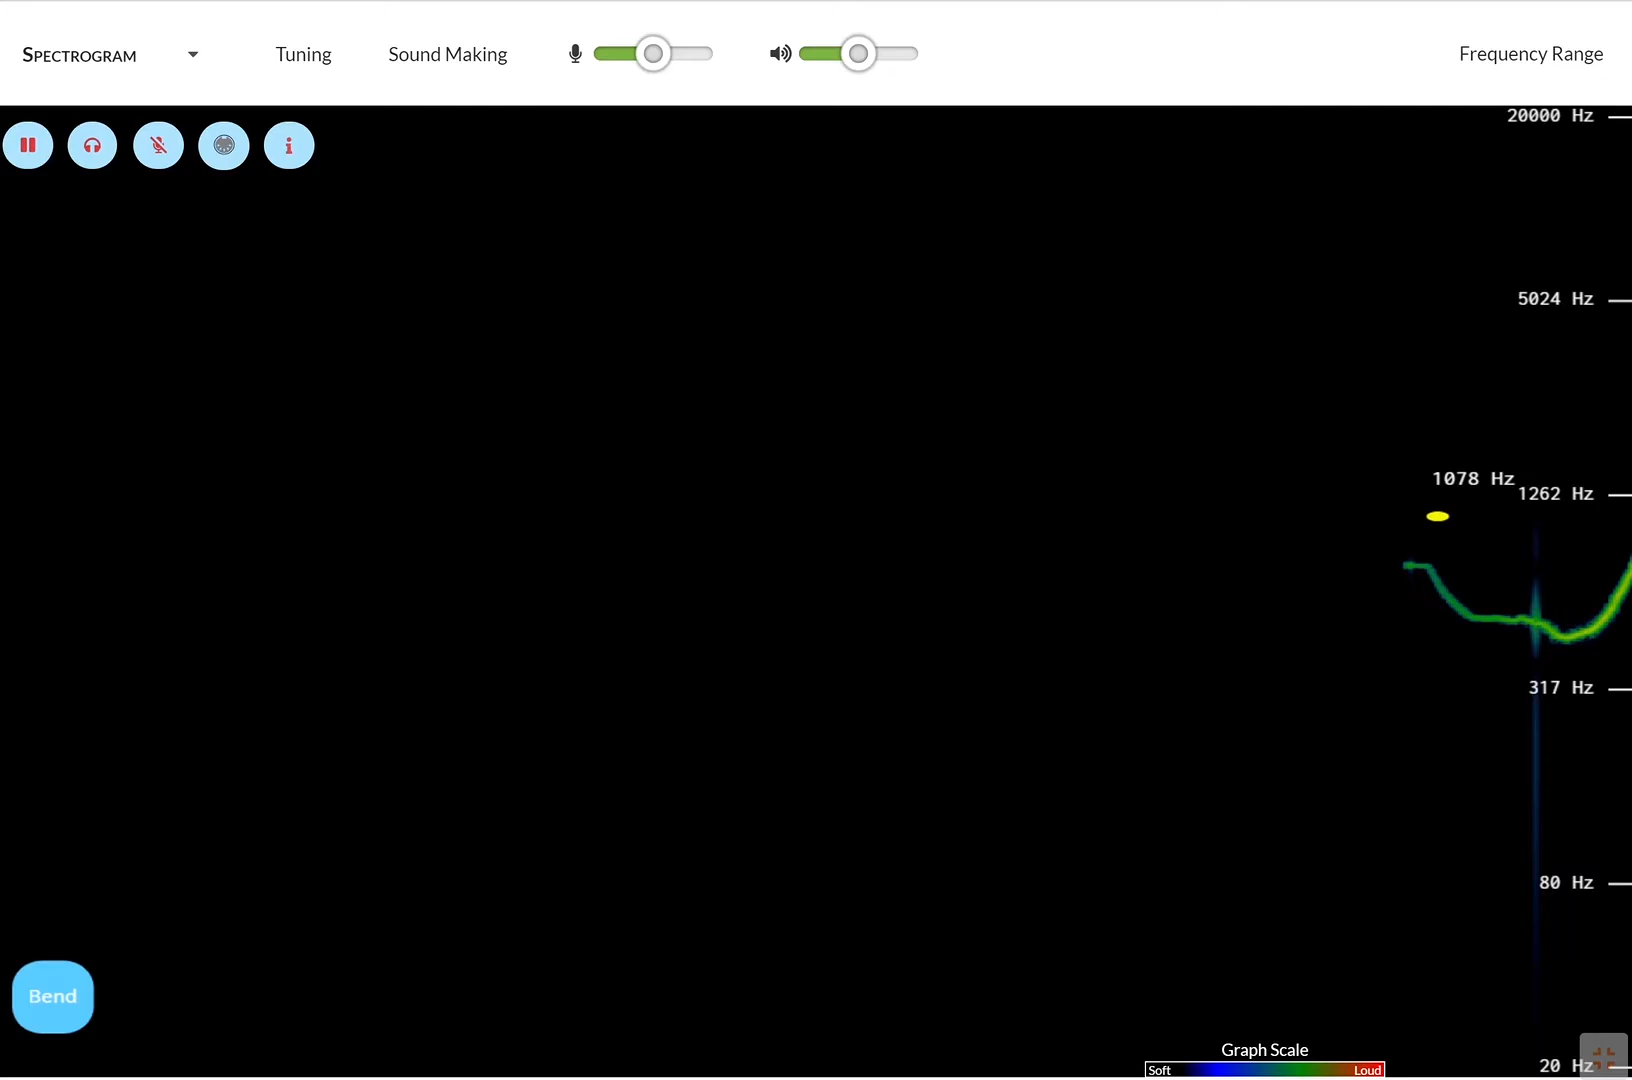 Spectrogram Tuning Sound Making Frequency Range
20000 Hz
5024 Hz
1078 Hz
1262 Hz
317 Hz
80 Hz
Bend
Graph Scale
Soft Loud
20 Hz